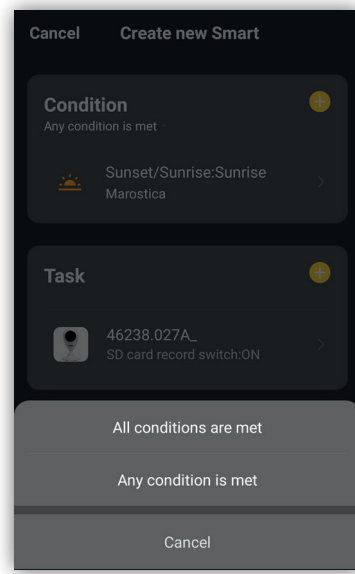 Cancel Create new Smart
Condition
Any condition is met
Sunset/Sunrise:Sunrise
Marostica
Task
46238.027A_
SD card record switch:ON
All conditions are met
Any condition is met
Cancel